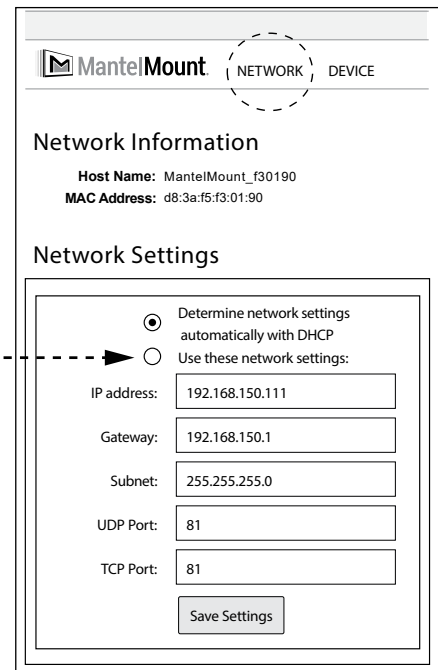 MantelMount. NETWORK DEVICE
Network Information
Host Name: MantelMount_f30190
MAC Address: d8:3a:f5:f3:01:90
Network Settings
Determine network settings
automatically with DHCP
Use these network settings:
IP address: 192.168.150.111
Gateway: 192.168.150.1
Subnet: 255.255.255.0
UDP Port: 81
TCP Port: 81
Save Settings